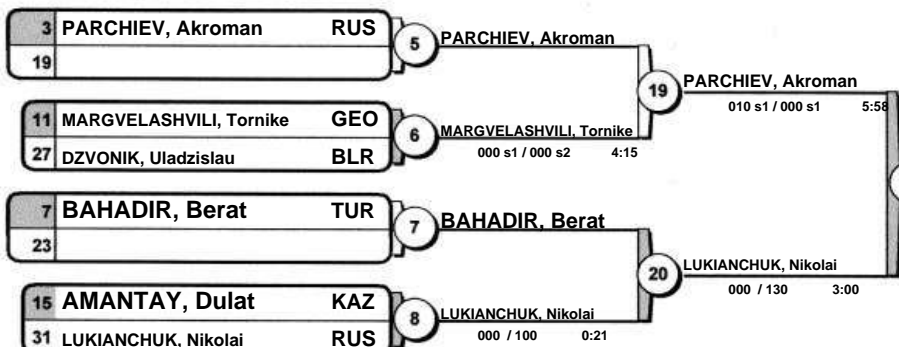 3 PARCHIEV, Akroman RUS
19
5
PARCHIEV, Akroman
11 MARGVELASHVILI, Tornike GEO
27 DZVONIK, Uladzislau BLR
6
MARGVELASHVILI, Tornike
000 s1 / 000 s2 4:15
19
PARCHIEV, Akroman
010 s1 / 000 s1 5:58
7 BAHADIR, Berat TUR
23
7
BAHADIR, Berat
15 AMANTAY, Dulat KAZ
31 LUKIANCHUK, Nikolai RUS
8
LUKIANCHUK, Nikolai
000 / 100 0:21
20
LUKIANCHUK, Nikolai
000 / 130 3:00